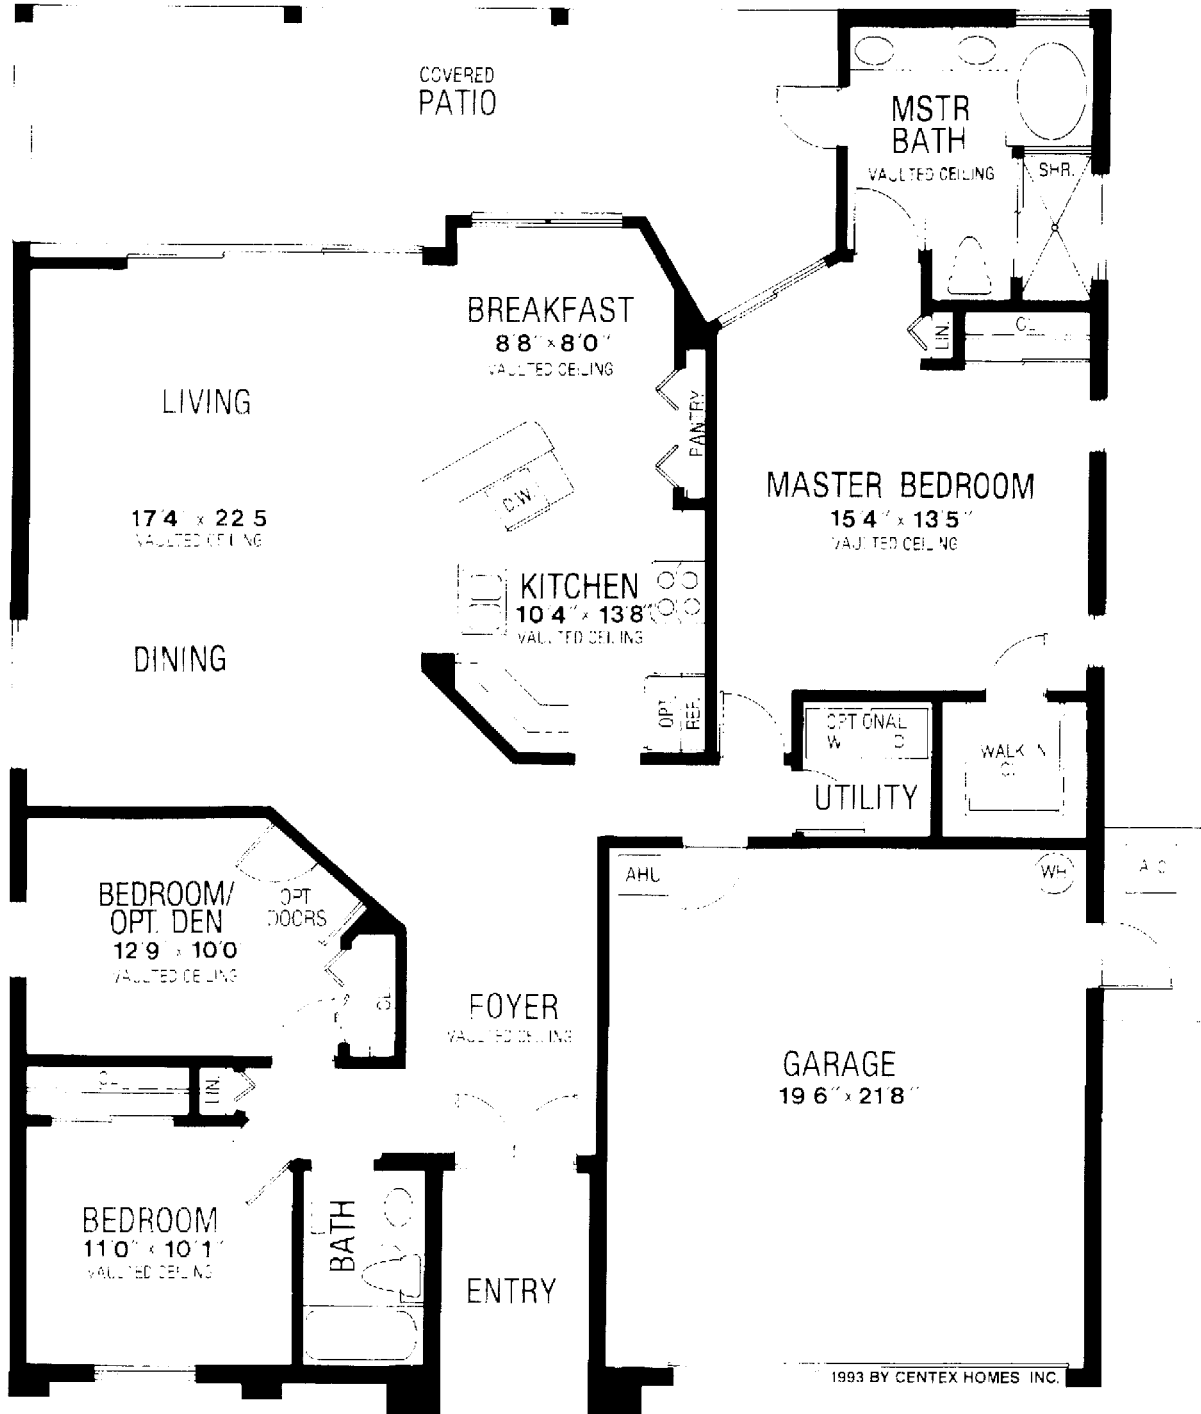 COVERED
PATIO
MSTR
BATH
VAULTED CEILING
SHR.
BREAKFAST
8'8" × 8'0"
VAULTED CEILING
LIN.
CL
LIVING
PANTRY
17'4" x 22'5
VAULTED CEILING
D.W.
MASTER BEDROOM
15'4" x 13'5"
VAULTED CEILING
KITCHEN
10'4" x 13'8"
VAULTED CEILING
DINING
OPT.
REF.
OPTIONAL
W D
UTILITY
WALK IN
CL
BEDROOM/
OPT. DEN
12'9 x 10'0
VAULTED CEILING
OPT
DOORS
CL
AHU
WH
A/C
FOYER
VAULTED CEILING
GARAGE
19'6" x 21'8"
CL
LIN.
BEDROOM
11'0" x 10'1"
VAULTED CEILING
BATH
ENTRY
1993 BY CENTEX HOMES INC.